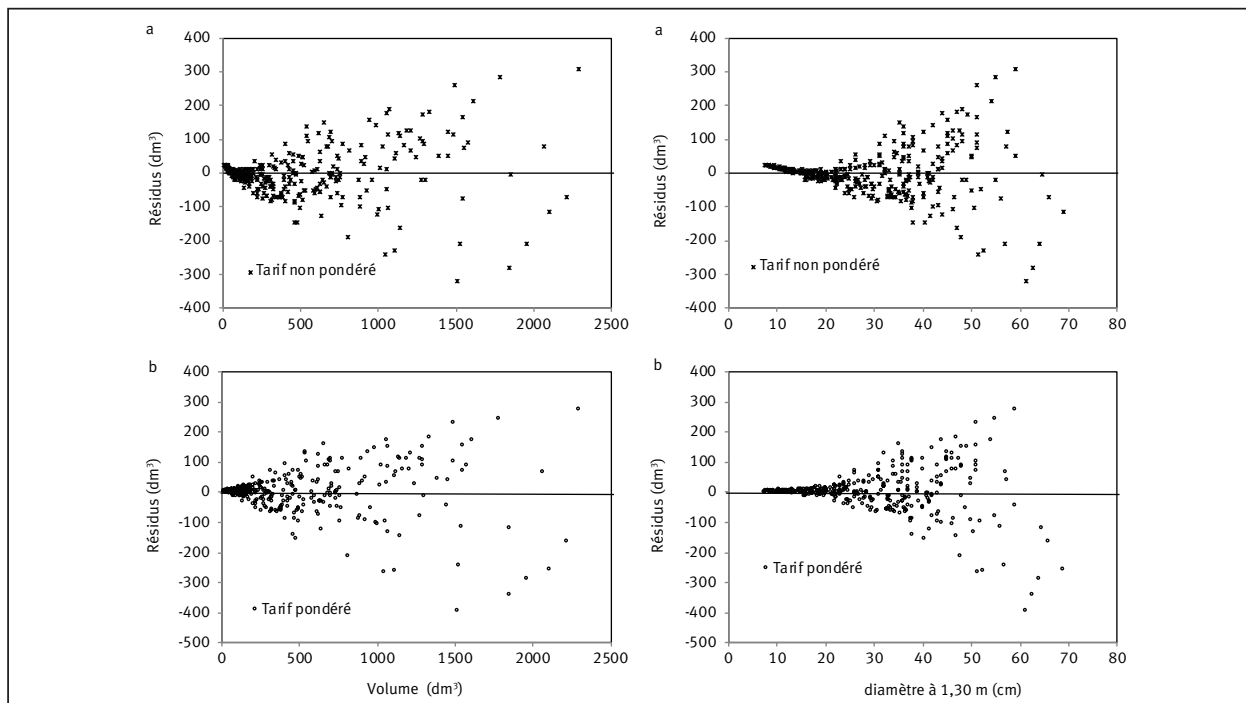 a
400
300
200
100
0
-100
-200
-300
-400
Résidus (dm³)
Tarif non pondéré
0 500 1000 1500 2000 2500
a
400
300
200
100
0
-100
-200
-300
-400
Résidus (dm³)
Tarif non pondéré
0 10 20 30 40 50 60 70 80
b
400
300
200
100
0
-100
-200
-300
-400
-500
Résidus (dm³)
Tarif pondéré
0 500 1000 1500 2000 2500
Volume (dm³)
b
400
300
200
100
0
-100
-200
-300
-400
-500
Résidus (dm³)
Tarif pondéré
0 10 20 30 40 50 60 70 80
diamètre à 1,30 m (cm)